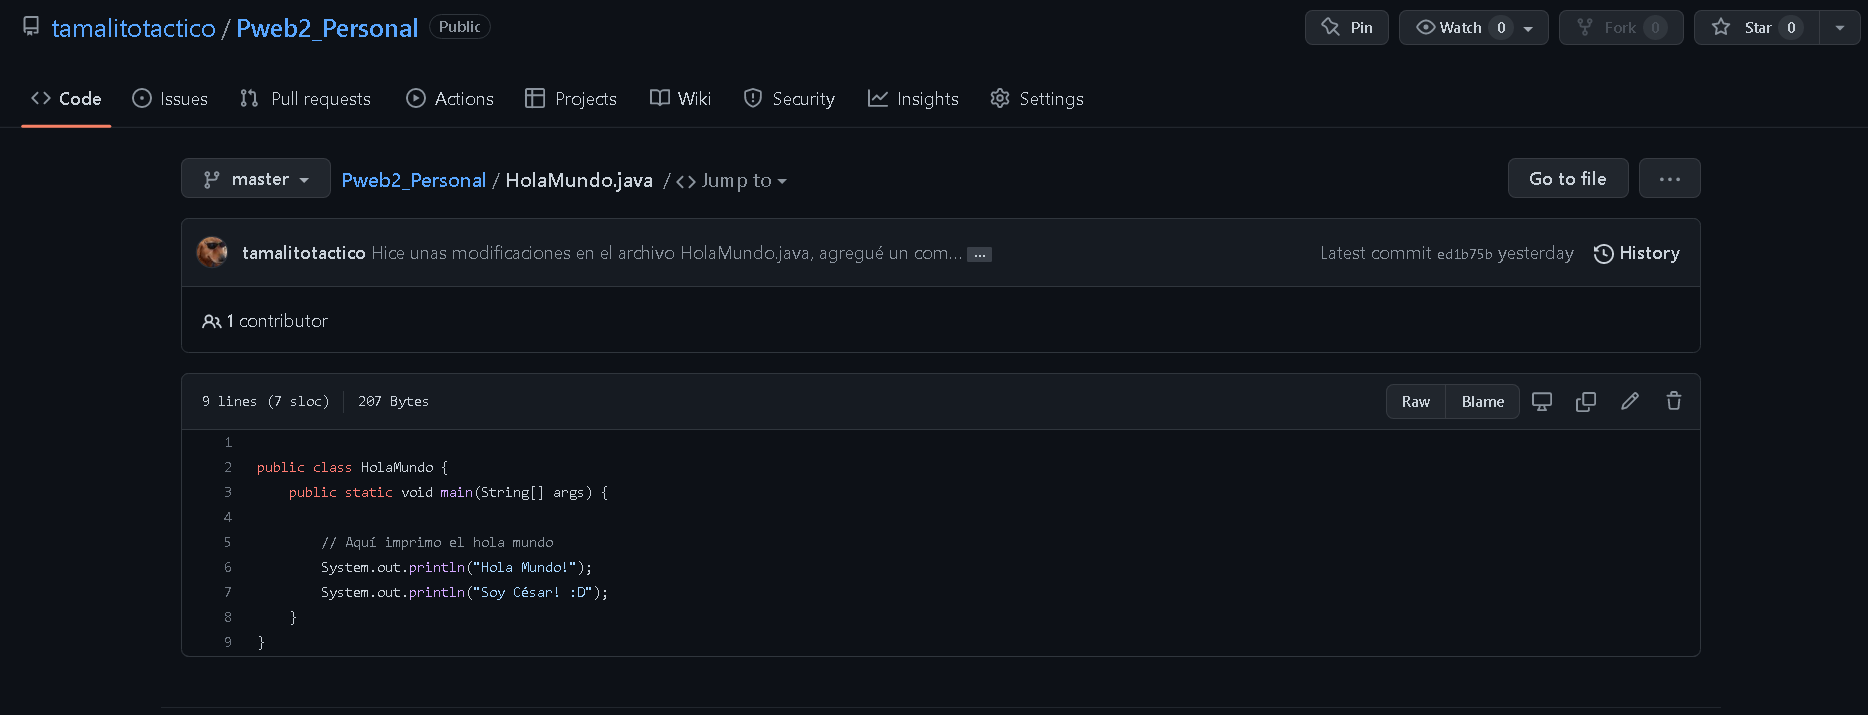 tamalitotactico / Pweb2_Personal Public
Pin Watch 0 Fork 0 Star 0
Code Issues Pull requests Actions Projects Wiki Security Insights Settings
master Pweb2_Personal / HolaMundo.java / Jump to Go to file ...
tamalitotactico Hice unas modificaciones en el archivo HolaMundo.java, agregué un com... ... Latest commit ed1b75b yesterday History
1 contributor
9 lines (7 sloc) 207 Bytes Raw Blame
1
2 public class HolaMundo {
3 public static void main(String[] args) {
4
5 // Aquí imprimo el hola mundo
6 System.out.println("Hola Mundo!");
7 System.out.println("Soy César! :D");
8 }
9 }